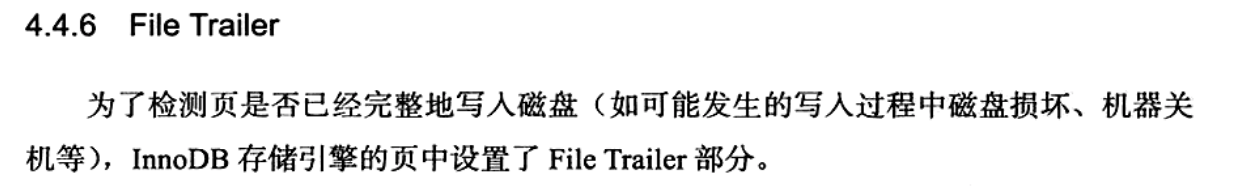 4.4.6 File Trailer
为了检测页是否已经完整地写入磁盘（如可能发生的写入过程中磁盘损坏、机器关
机等），InnoDB 存储引擎的页中设置了 File Trailer 部分。